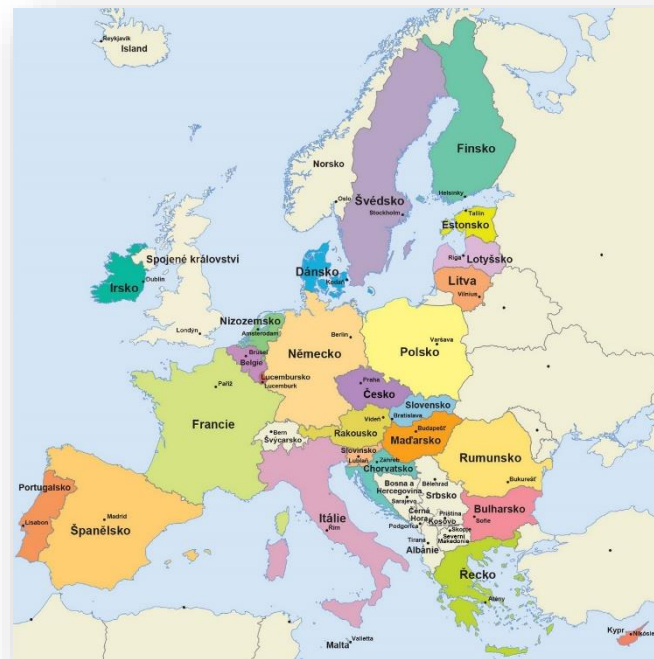 Reykjavík
Island
Finsko
Norsko
Helsinky
Oslo
Švédsko
Stockholm
Tallin
Estonsko
Spojené království
Riga
Lotyšsko
Dánsko
Kodaň
Dublin
Irsko
Litva
Vilnius
Nizozemsko
Amsterodam
Londýn
Berlin
Varšava
Německo
Polsko
Brusel
Belgie
Lucembursko
Lucemburk
Praha
Česko
Paříž
Slovensko
Vídeň
Bratislava
Francie
Budapešť
Bern
Švýcarsko
Rakousko
Maďarsko
Slovinsko
Lublaň
Záhřeb
Chorvatsko
Rumunsko
Bosna a
Hercegovina
Bělehrad
Bukurešť
Portugalsko
Sarajevo
Srbsko
Itálie
Černá
Hora
Priština
Kosovo
Bulharsko
Sofie
Madrid
Lisabon
Španělsko
Řím
Podgorica
Skopje
Severní
Makedonie
Tirana
Albánie
Řecko
Atény
Valletta
Malta
Kypr
Nikósie